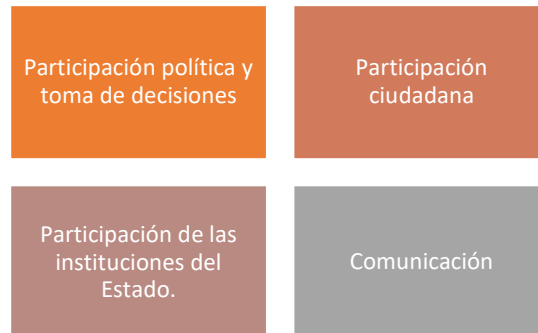 Participación política y
toma de decisiones
Participación
ciudadana
Participación de las
instituciones del
Estado.
Comunicación